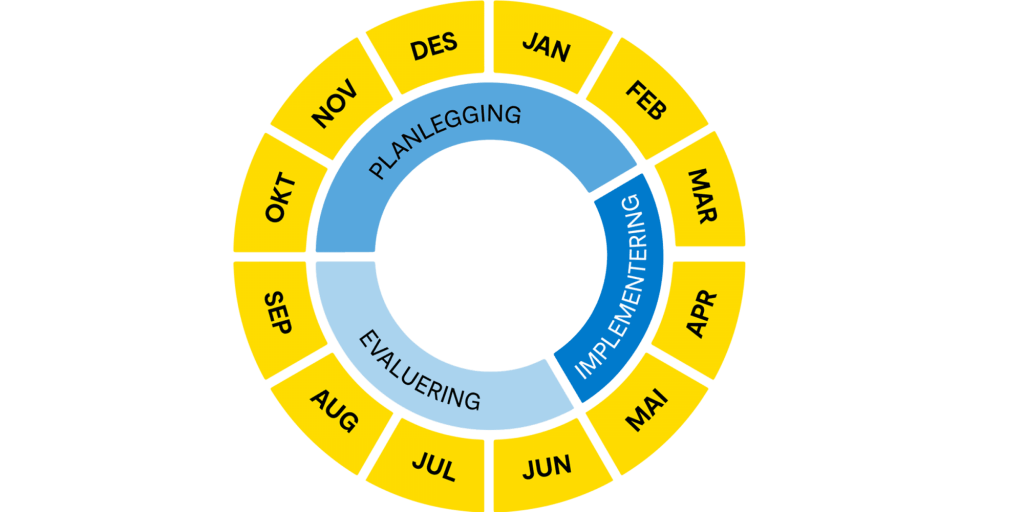 JAN
FEB
MAR
APR
MAI
JUN
JUL
AUG
SEP
OKT
NOV
DES
PLANLEGGING
IMPLEMENTERING
EVALUERING